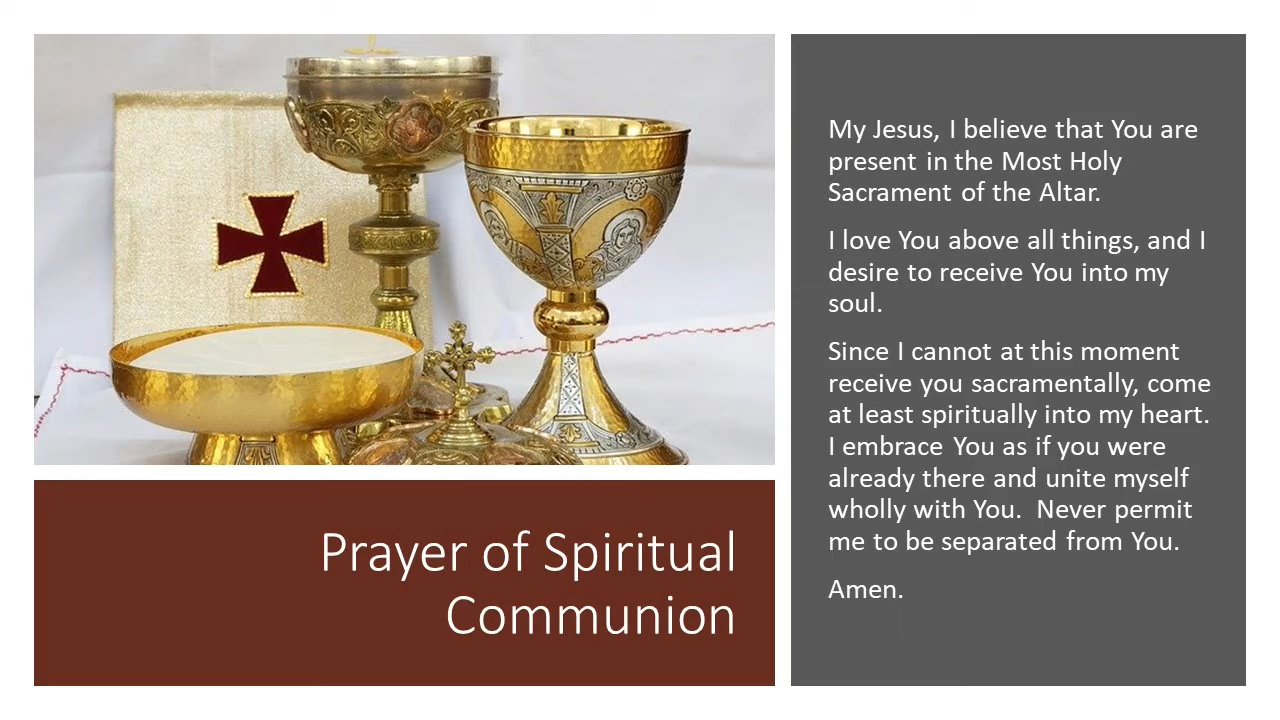 Prayer of Spiritual
Communion
My Jesus, I believe that You are
present in the Most Holy
Sacrament of the Altar.
I love You above all things, and I
desire to receive You into my
soul.
Since I cannot at this moment
receive you sacramentally, come
at least spiritually into my heart.
I embrace You as if you were
already there and unite myself
wholly with You.  Never permit
me to be separated from You.
Amen.